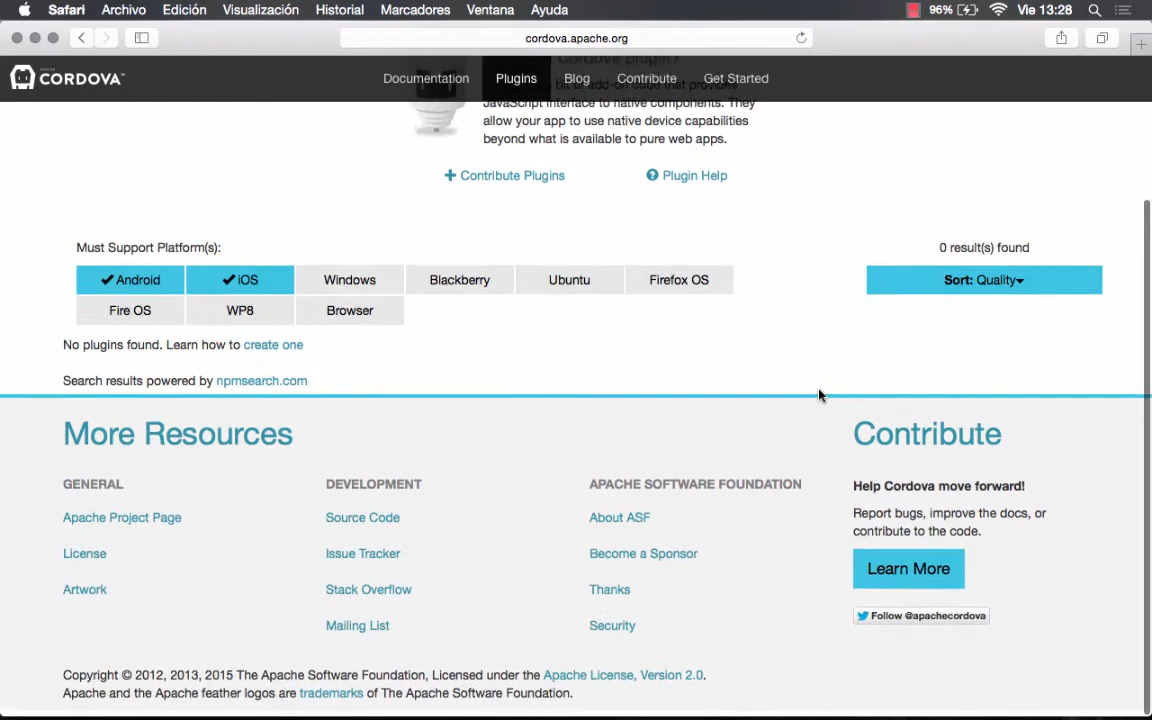 Safari Archivo Edición Visualización Historial Marcadores Ventana Ayuda 96% Vie 13:28
cordova.apache.org
CORDOVA™ Documentation Plugins Blog Contribute Get Started
JavaScript interface to native components. They
allow your app to use native device capabilities
beyond what is available to pure web apps.
Contribute Plugins Plugin Help
Must Support Platform(s): 0 result(s) found
Android iOS Windows Blackberry Ubuntu Firefox OS Sort: Quality
Fire OS WP8 Browser
No plugins found. Learn how to create one
Search results powered by npmsearch.com
More Resources Contribute
GENERAL DEVELOPMENT APACHE SOFTWARE FOUNDATION Help Cordova move forward!
Apache Project Page Source Code About ASF Report bugs, improve the docs, or
contribute to the code.
License Issue Tracker Become a Sponsor Learn More
Artwork Stack Overflow Thanks
Follow @apachecordova
Mailing List Security
Copyright © 2012, 2013, 2015 The Apache Software Foundation, Licensed under the Apache License, Version 2.0.
Apache and the Apache feather logos are trademarks of The Apache Software Foundation.